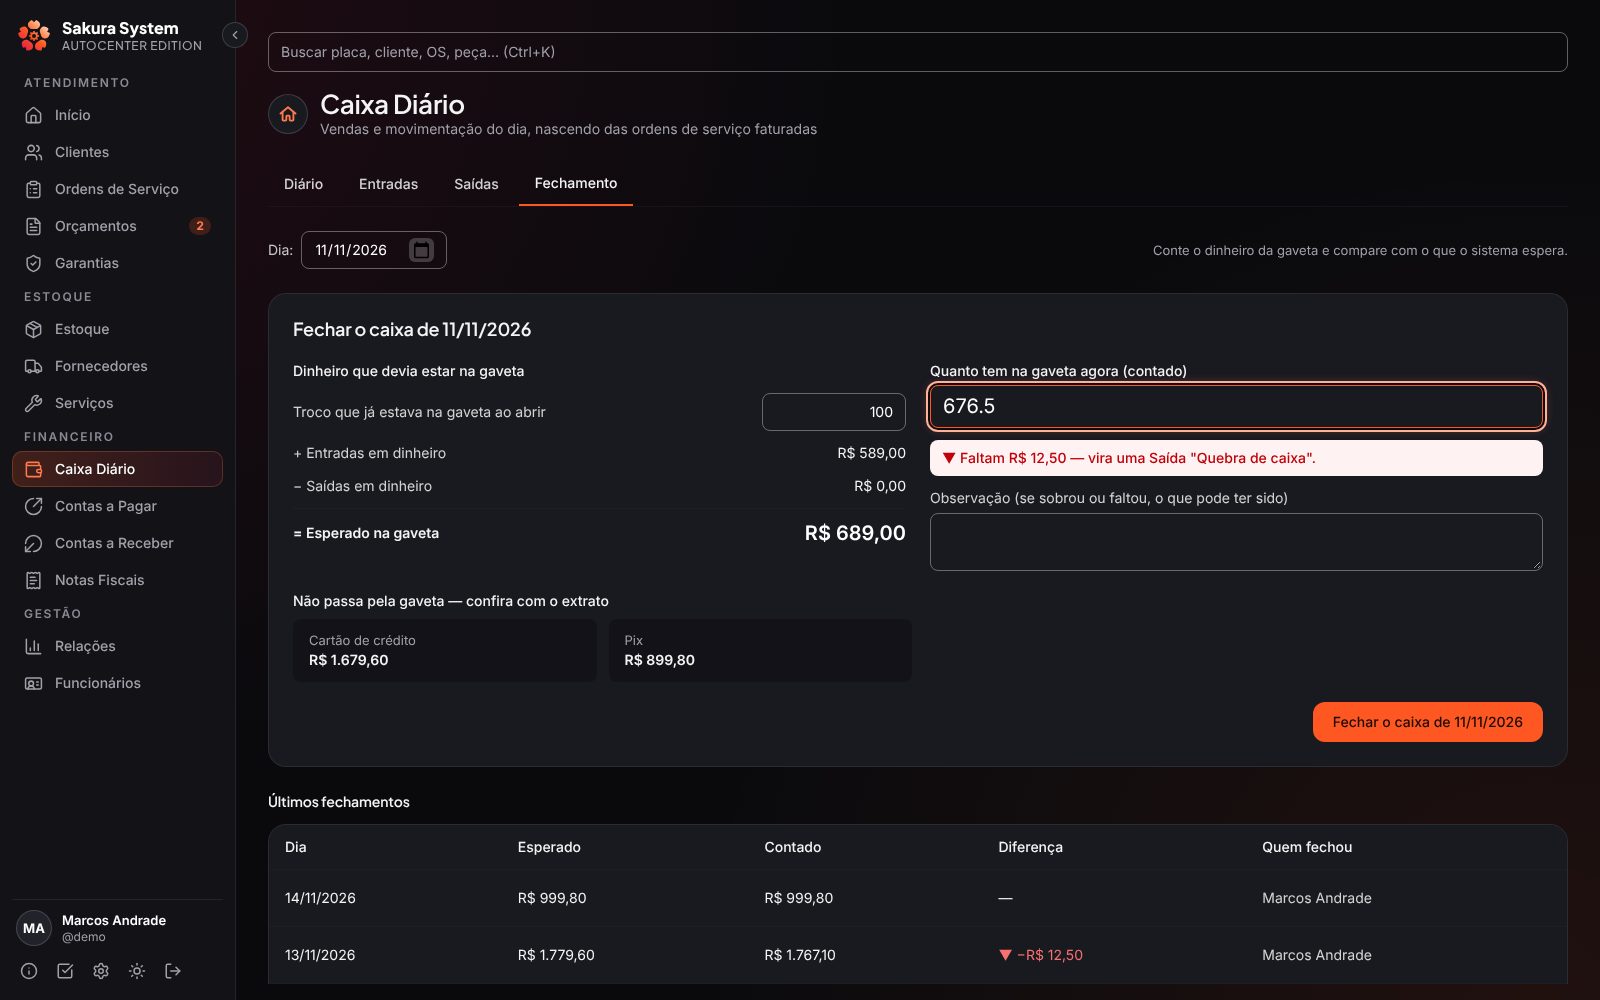 Sakura System
AUTOCENTER EDITION
ATENDIMENTO
Início
Clientes
Ordens de Serviço
Orçamentos 2
Garantias
ESTOQUE
Estoque
Fornecedores
Serviços
FINANCEIRO
Caixa Diário
Contas a Pagar
Contas a Receber
Notas Fiscais
GESTÃO
Relações
Funcionários
MA
Marcos Andrade
@demo
Buscar placa, cliente, OS, peça... (Ctrl+K)
Caixa Diário
Vendas e movimentação do dia, nascendo das ordens de serviço faturadas
Diário Entradas Saídas Fechamento
Dia: 11/11/2026
Conte o dinheiro da gaveta e compare com o que o sistema espera.
Fechar o caixa de 11/11/2026
Dinheiro que devia estar na gaveta
Troco que já estava na gaveta ao abrir 100
+ Entradas em dinheiro R$ 589,00
− Saídas em dinheiro R$ 0,00
= Esperado na gaveta R$ 689,00
Quanto tem na gaveta agora (contado)
676.5
▼ Faltam R$ 12,50 — vira uma Saída "Quebra de caixa".
Observação (se sobrou ou faltou, o que pode ter sido)
Não passa pela gaveta — confira com o extrato
Cartão de crédito
R$ 1.679,60
Pix
R$ 899,80
Fechar o caixa de 11/11/2026
Últimos fechamentos
Dia Esperado Contado Diferença Quem fechou
14/11/2026 R$ 999,80 R$ 999,80 — Marcos Andrade
13/11/2026 R$ 1.779,60 R$ 1.767,10 ▼ −R$ 12,50 Marcos Andrade